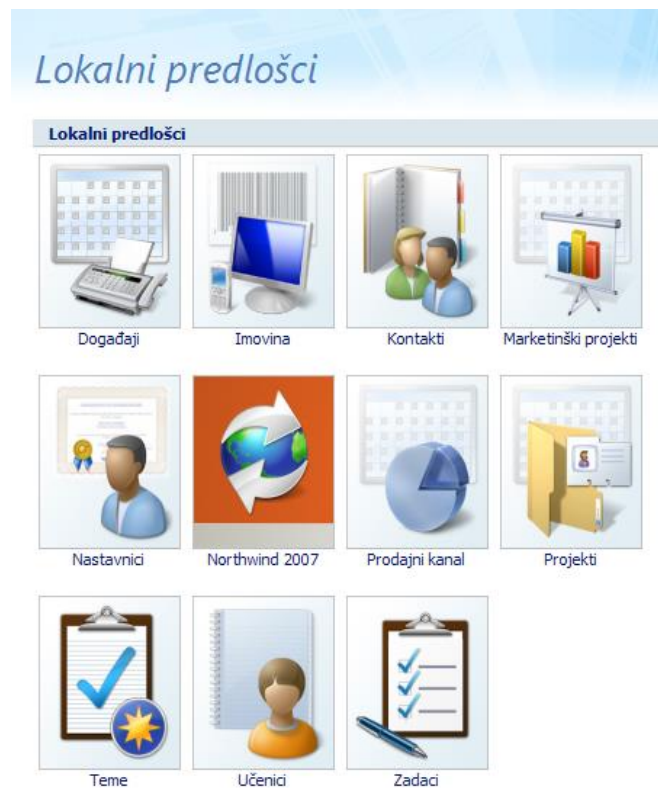 Lokalni predlošci
Lokalni predlošci
Događaji
Imovina
Kontakti
Marketinški projekti
Nastavnici
Northwind 2007
Prodajni kanal
Projekti
Teme
Učenici
Zadaci